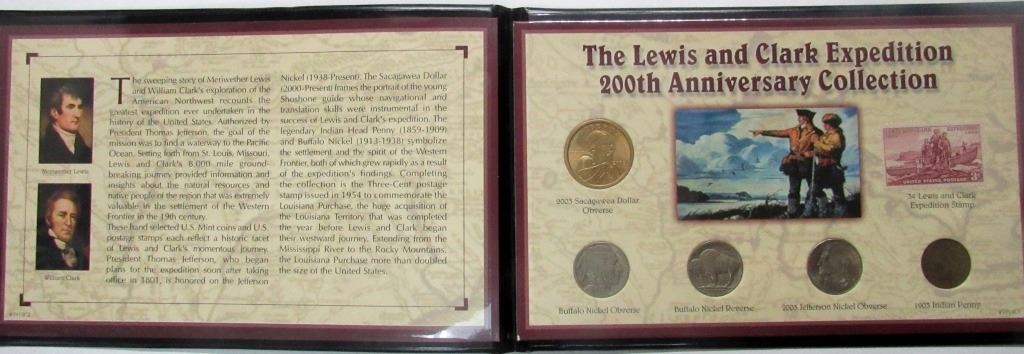 The sweeping story of Meriwether Lewis
and William Clark's exploration of the
American Northwest recounts the
greatest expedition ever undertaken in the
history of the United States. Authorized by
President Thomas Jefferson, the goal of the
mission was to find a waterway to the Pacific
Ocean. Setting forth from St. Louis, Missouri,
Lewis and Clark's 8,000 mile ground-
breaking journey provided information and
insights about the natural resources and
native people of the region that was extremely
valuable in the settlement of the Western
Frontier in the 19th century.
These hand selected U.S. Mint coins and U.S.
postage stamps each reflect a historic facet
of Lewis and Clark's momentous journey.
President Thomas Jefferson, who began
plans for the expedition soon after taking
office in 1801, is honored on the Jefferson
Nickel (1938-Present). The Sacagawea Dollar
(2000-Present) frames the portrait of the young
Shoshone guide whose navigational and
translation skills were instrumental in the
success of Lewis and Clark's expedition. The
legendary Indian Head Penny (1859-1909)
and Buffalo Nickel (1913-1938) symbolize
the settlement and the spirit of the Western
Frontier, both of which grew rapidly as a result
of the expedition's findings. Completing
the collection is the Three-Cent postage
stamp issued in 1954 to commemorate the
Louisiana Purchase, the huge acquisition of
the Louisiana Territory that was completed
the year before Lewis and Clark began
their westward journey. Extending from the
Mississippi River to the Rocky Mountains,
the Louisiana Purchase more than doubled
the size of the United States.
Meriwether Lewis
William Clark
The Lewis and Clark Expedition
200th Anniversary Collection
2003 Sacagawea Dollar
Obverse
UNITED STATES POSTAGE
3¢
3¢ Lewis and Clark
Expedition Stamp
Buffalo Nickel Obverse
Buffalo Nickel Reverse
2003 Jefferson Nickel Obverse
1905 Indian Penny